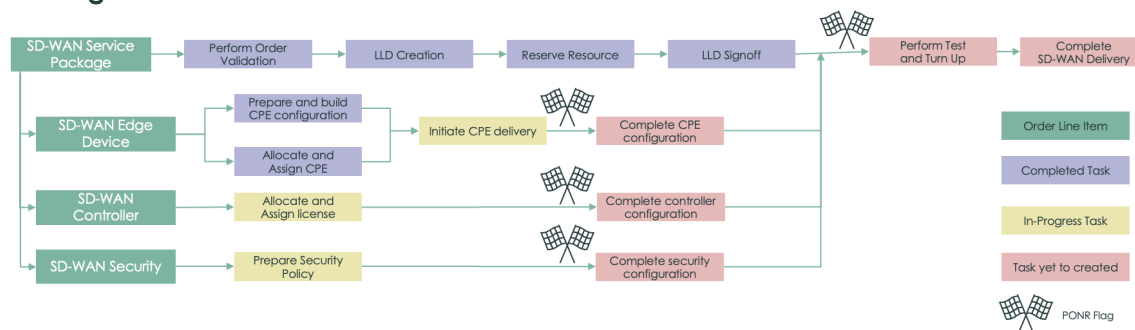 SD-WAN Service
Package
Perform Order
Validation
LLD Creation
Reserve Resource
LLD Signoff
Perform Test
and Turn Up
Complete
SD-WAN Delivery
SD-WAN Edge
Device
Prepare and build
CPE configuration
Allocate and
Assign CPE
Initiate CPE delivery
Complete CPE
configuration
SD-WAN
Controller
Allocate and
Assign license
Complete controller
configuration
SD-WAN Security
Prepare Security
Policy
Complete security
configuration
Order Line Item
Completed Task
In-Progress Task
Task yet to created
PONR Flag